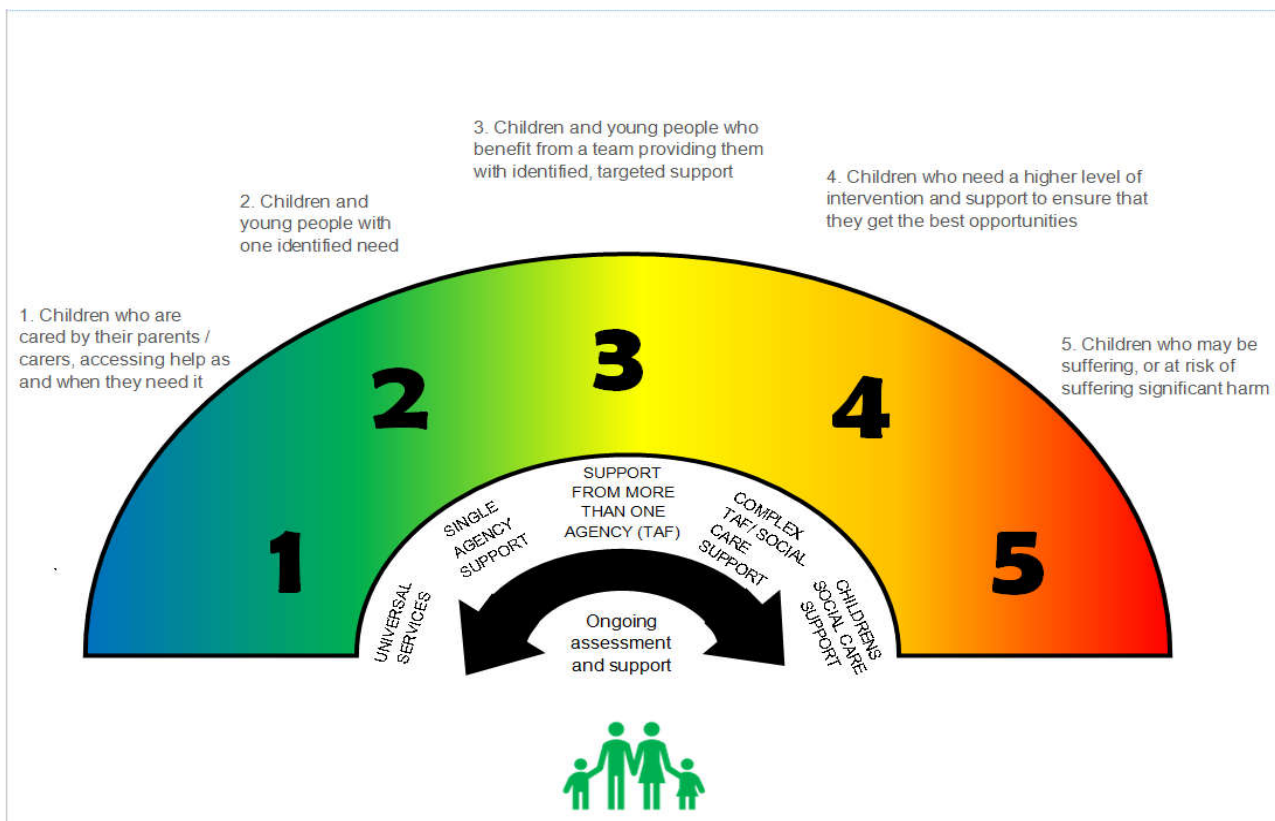 3. Children and young people who
benefit from a team providing them
with identified, targeted support
4. Children who need a higher level of
intervention and support to ensure that
they get the best opportunities
2. Children and
young people with
one identified need
1. Children who are
cared by their parents /
carers, accessing help as
and when they need it
5. Children who may be
suffering, or at risk of
suffering significant harm
1
2
3
4
5
UNIVERSAL
SERVICES
SINGLE
AGENCY
SUPPORT
SUPPORT
FROM MORE
THAN ONE
AGENCY (TAF)
COMPLEX
TAF/ SOCIAL
CARE
SUPPORT
CHILDRENS
SOCIAL CARE
SUPPORT
Ongoing
assessment
and support